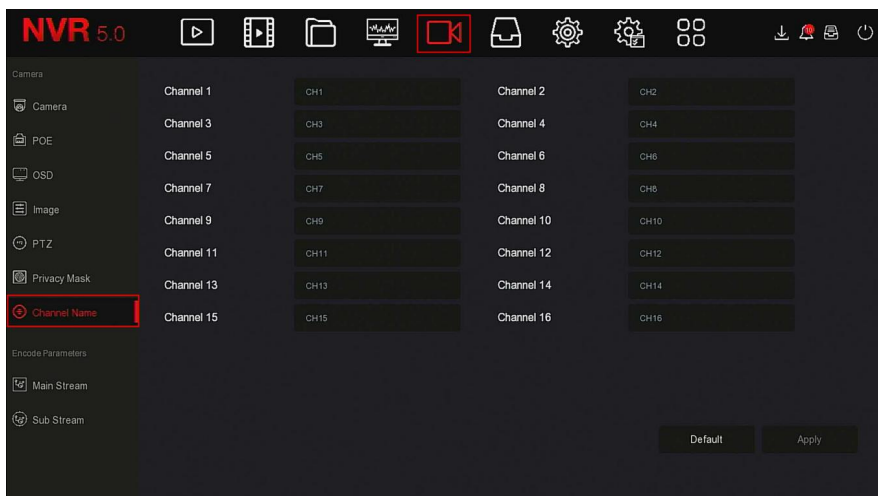 NVR 5.0
Camera
Camera
POE
OSD
Image
PTZ
Privacy Mask
Channel Name
Encode Parameters
Main Stream
Sub Stream
Channel 1 CH1 Channel 2 CH2
Channel 3 CH3 Channel 4 CH4
Channel 5 CH5 Channel 6 CH6
Channel 7 CH7 Channel 8 CH8
Channel 9 CH9 Channel 10 CH10
Channel 11 CH11 Channel 12 CH12
Channel 13 CH13 Channel 14 CH14
Channel 15 CH15 Channel 16 CH16
Default Apply